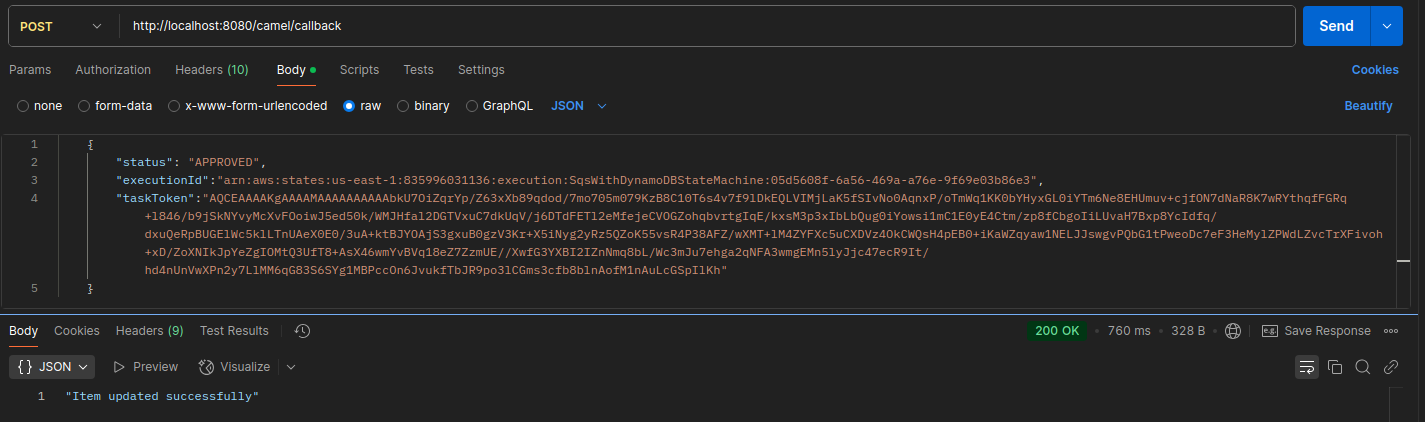 POST http://localhost:8080/camel/callback Send
Params Authorization Headers (10) Body Scripts Tests Settings Cookies
none form-data x-www-form-urlencoded raw binary GraphQL JSON Beautify
1 {
2 "status": "APPROVED",
3 "executionId":"arn:aws:states:us-east-1:835996031136:execution:SqsWithDynamoDBStateMachine:05d5608f-6a56-469a-a76e-9f69e03b86e3",
4 "taskToken":"AQCEAAAAKgAAAAMAAAAAAAAAAbkU7OiZqrYp/Z63xXb89qdod/7mo705m079KzB8C10T6s4v7f9lDkEQLVIMjLaK5fSIvNo0AqnxP/oTmWq1KK0bYHyxGL0iYTm6Ne8EHUmuv+cjfON7dNaR8K7wRYthqfFGRq
+l846/b9jSkNYvyMcXvFOoiwJ5ed50k/WMJHfal2DGTVxuC7dkUqV/j6DTdFETl2eMfejeCVOGZohqbvrtgIqE/kxsM3p3xIbLbQug0iYowsi1mC1E0yE4Ctm/zp8fCbgoIiLUvaH7Bxp8YcIdfq/
dxuQeRpBUGElWc5klLTnUAeX0E0/3uA+ktBJYOAjS3gxuB0gzV3Kr+X5iNyg2yRz5QZoK55vsR4P38AFZ/wXMT+lM4ZYFXc5uCXDVz4OkCWQsH4pEB0+iKaWZqyaw1NELJJswgvPQbG1tPweoDc7eF3HeMylZPWdLZvcTrXFivoh
+xD/ZoXNIkJpYeZgIOMtQ3UfT8+AsX46wmYvBVq18eZ7ZzmUE//XwfG3YXBI2IZnNmq8bL/Wc3mJu7ehga2qNFA3wmgEMn5lyJjc47ecR9It/
hd4nUnVwXPn2y7LlMM6qG83S6SYg1MBPccOn6JvukfTbJR9po3lCGms3cfb8blnAofM1nAuLcGSpIlKh"
5 }
Body Cookies Headers (9) Test Results 200 OK 760 ms 328 B e.g. Save Response
{} JSON Preview Visualize
1 "Item updated successfully"